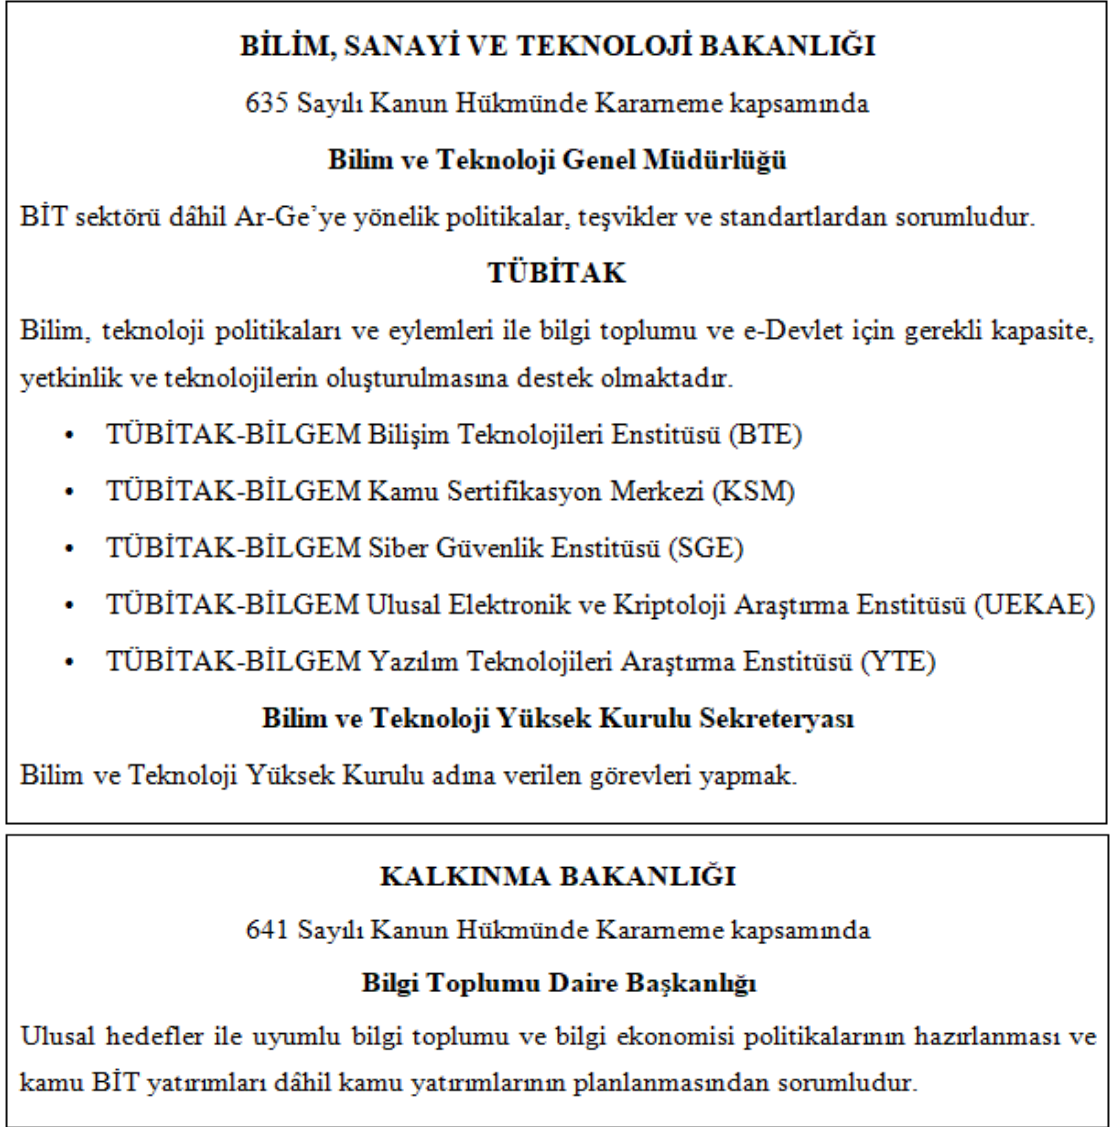 BİLİM, SANAYİ VE TEKNOLOJİ BAKANLIĞI
635 Sayılı Kanun Hükmünde Kararneme kapsamında
Bilim ve Teknoloji Genel Müdürlüğü
BİT sektörü dâhil Ar-Ge’ye yönelik politikalar, teşvikler ve standartlardan sorumludur.
TÜBİTAK
Bilim, teknoloji politikaları ve eylemleri ile bilgi toplumu ve e-Devlet için gerekli kapasite,
yetkinlik ve teknolojilerin oluşturulmasına destek olmaktadır.
• TÜBİTAK-BİLGEM Bilişim Teknolojileri Enstitüsü (BTE)
• TÜBİTAK-BİLGEM Kamu Sertifikasyon Merkezi (KSM)
• TÜBİTAK-BİLGEM Siber Güvenlik Enstitüsü (SGE)
• TÜBİTAK-BİLGEM Ulusal Elektronik ve Kriptoloji Araştırma Enstitüsü (UEKAE)
• TÜBİTAK-BİLGEM Yazılım Teknolojileri Araştırma Enstitüsü (YTE)
Bilim ve Teknoloji Yüksek Kurulu Sekreteryası
Bilim ve Teknoloji Yüksek Kurulu adına verilen görevleri yapmak.
KALKINMA BAKANLIĞI
641 Sayılı Kanun Hükmünde Kararneme kapsamında
Bilgi Toplumu Daire Başkanlığı
Ulusal hedefler ile uyumlu bilgi toplumu ve bilgi ekonomisi politikalarının hazırlanması ve
kamu BİT yatırımları dâhil kamu yatırımlarının planlanmasından sorumludur.